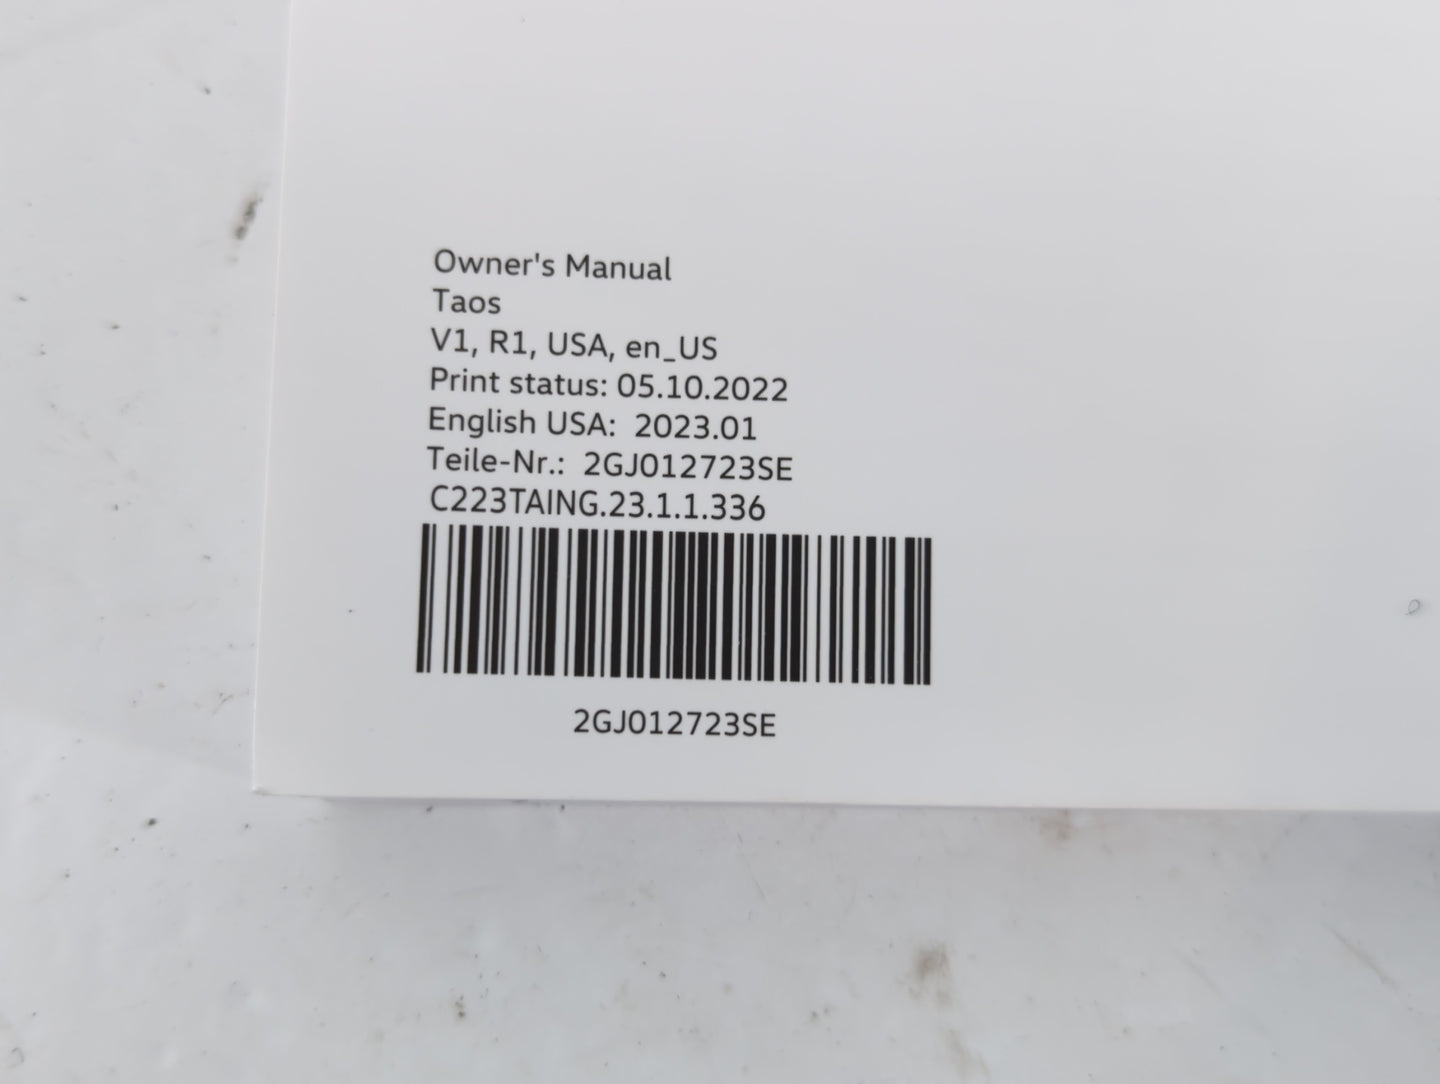 Owner's Manual
Taos
V1, R1, USA, en_US
Print status: 05.10.2022
English USA: 2023.01
Teile-Nr.: 2GJ012723SE
C223TAING.23.1.1.336
2GJ012723SE